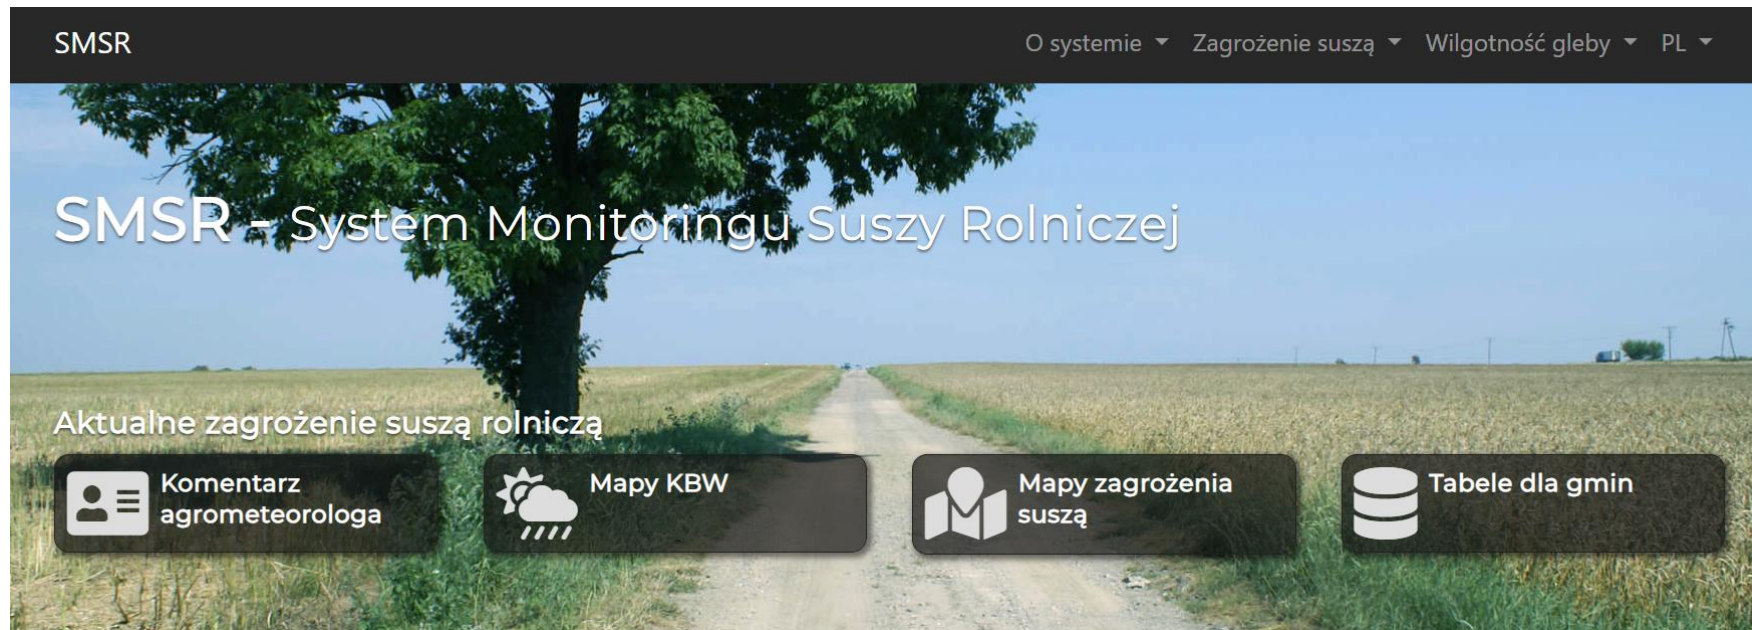 SMSR
O systemie
Zagrożenie suszą
Wilgotność gleby
PL
SMSR - System Monitoringu Suszy Rolniczej
Aktualne zagrożenie suszą rolniczą
Komentarz
agrometeorologa
Mapy KBW
Mapy zagrożenia
suszą
Tabele dla gmin